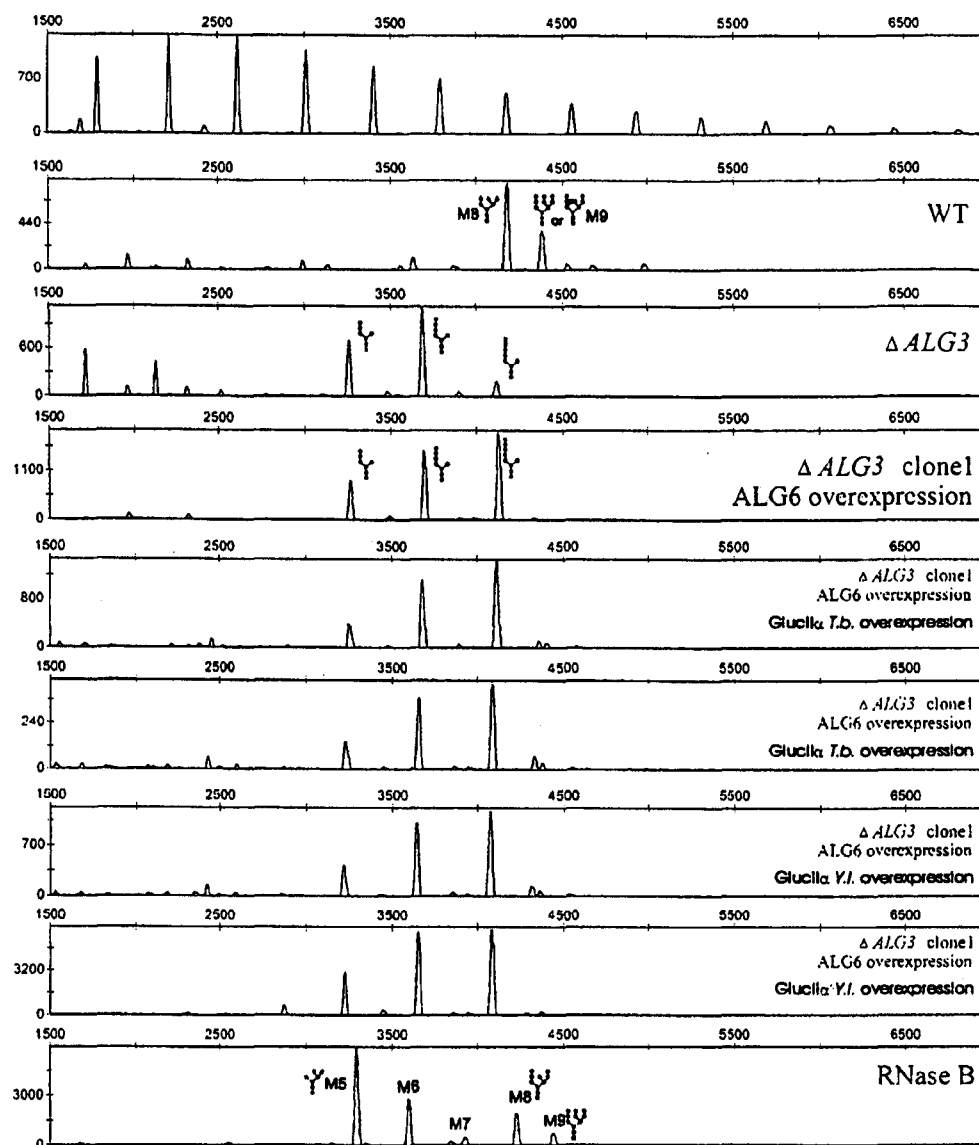 1500 2500 3500 4500 5500 6500
700
0
1500 2500 3500 4500 5500 6500
440
0
M8
or
M9
WT
1500 2500 3500 4500 5500 6500
600
0
Δ ALG3
1500 2500 3500 4500 5500 6500
1100
0
Δ ALG3 clone1
ALG6 overexpression
1500 2500 3500 4500 5500 6500
800
0
Δ ALG3 clone1
ALG6 overexpression
GlucIIα T.b. overexpression
1500 2500 3500 4500 5500 6500
240
0
Δ ALG3 clone1
ALG6 overexpression
GlucIIα T.b. overexpression
1500 2500 3500 4500 5500 6500
700
0
Δ ALG3 clone1
ALG6 overexpression
GlucIIα Y.l. overexpression
1500 2500 3500 4500 5500 6500
3200
0
Δ ALG3 clone1
ALG6 overexpression
GlucIIα Y.l. overexpression
1500 2500 3500 4500 5500 6500
3000
0
M5
M6
M7
M8
M9
RNase B